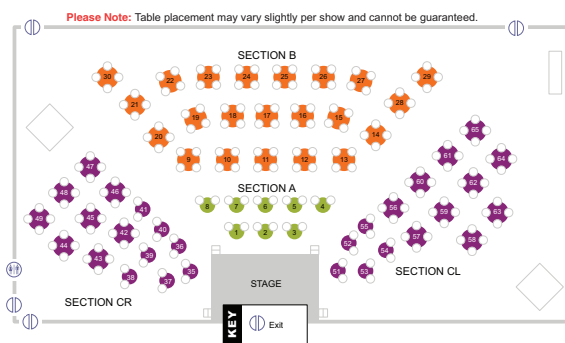 Please Note: Table placement may vary slightly per show and cannot be guaranteed.
SECTION B
30 22 23 24 25 26 27 29
21 28
19 18 17 16 15
20 14
9 10 11 12 13
65
61 64
47
48 46
60 62
SECTION A
41
8 7 6 5 4
56 59 63
49 45
42 40
55
1 2 3
57 58
44 39 36
52 54
43
38 37 35
51 53
SECTION CL
SECTION CR
STAGE
KEY
Exit